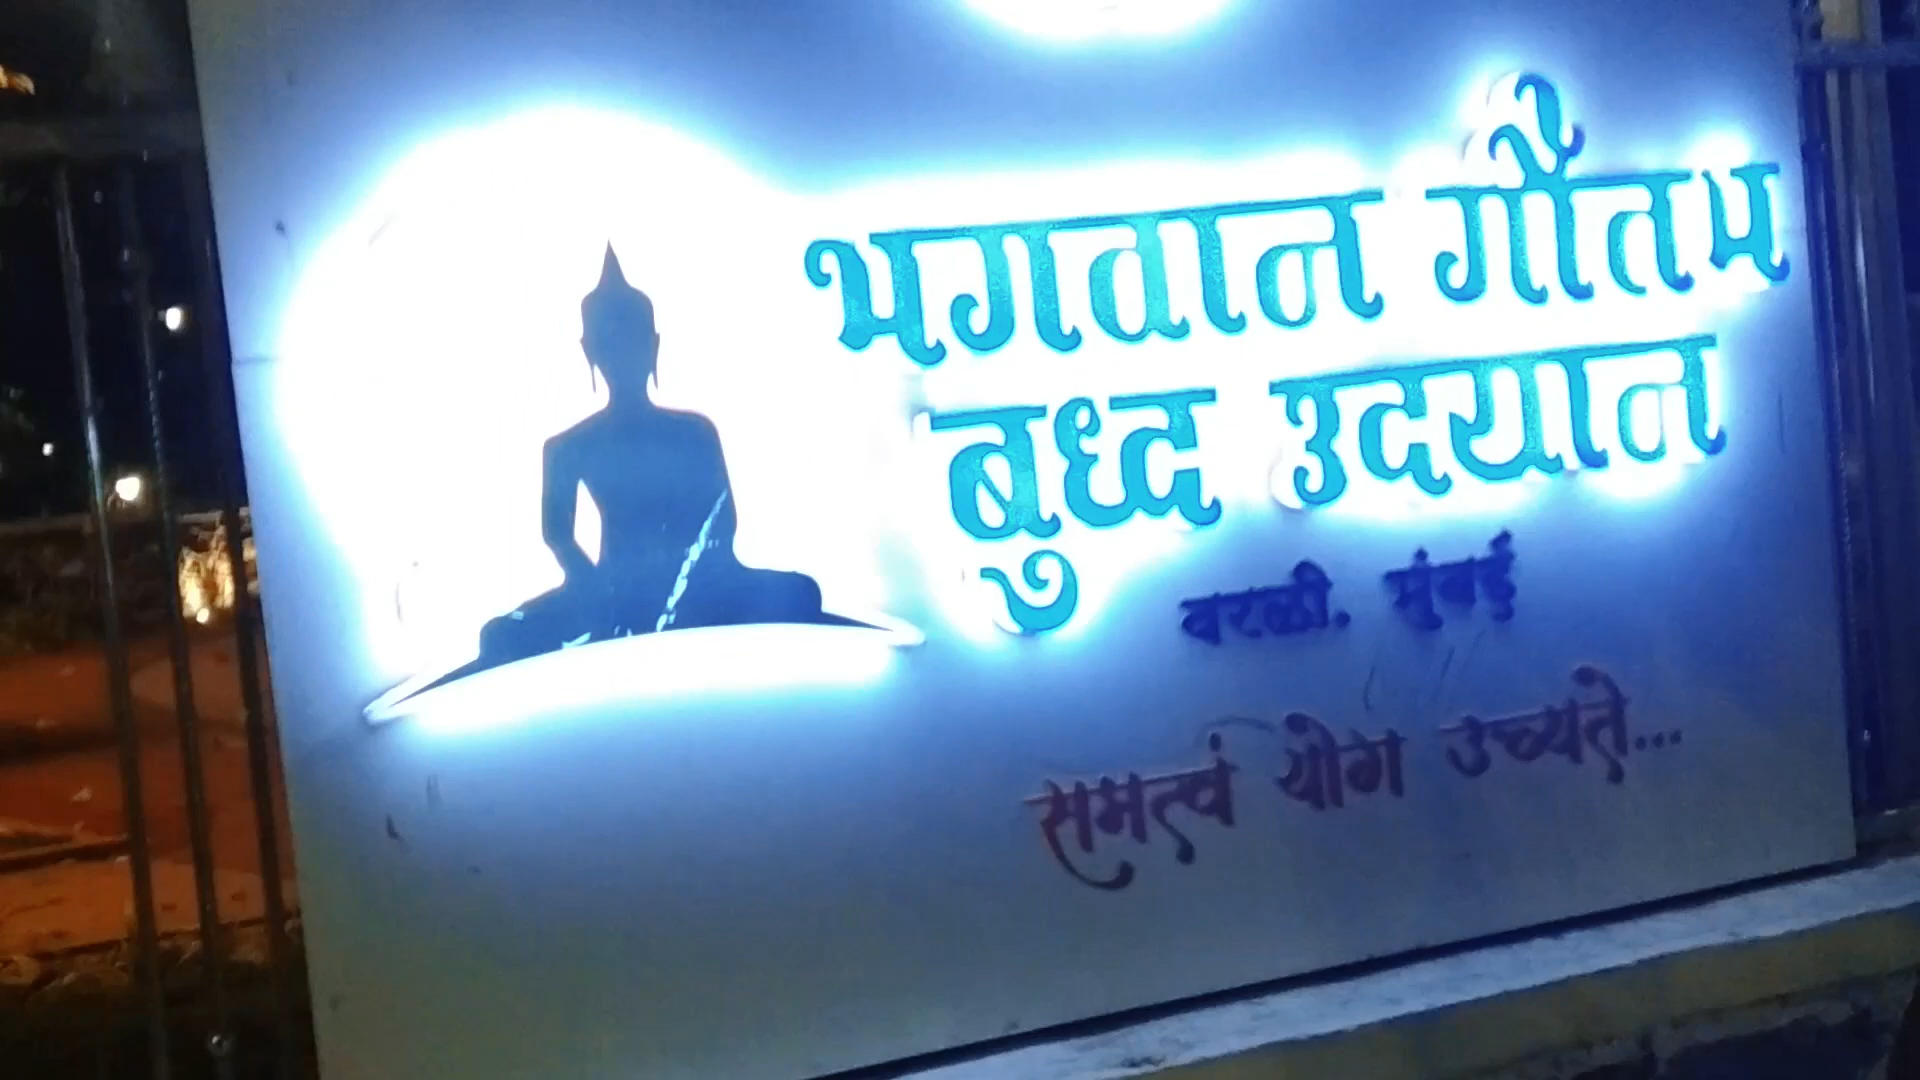 भगवान गौतम
बुध्द उदयान
वरळी. मुंबई
समत्वं योग उच्यते...